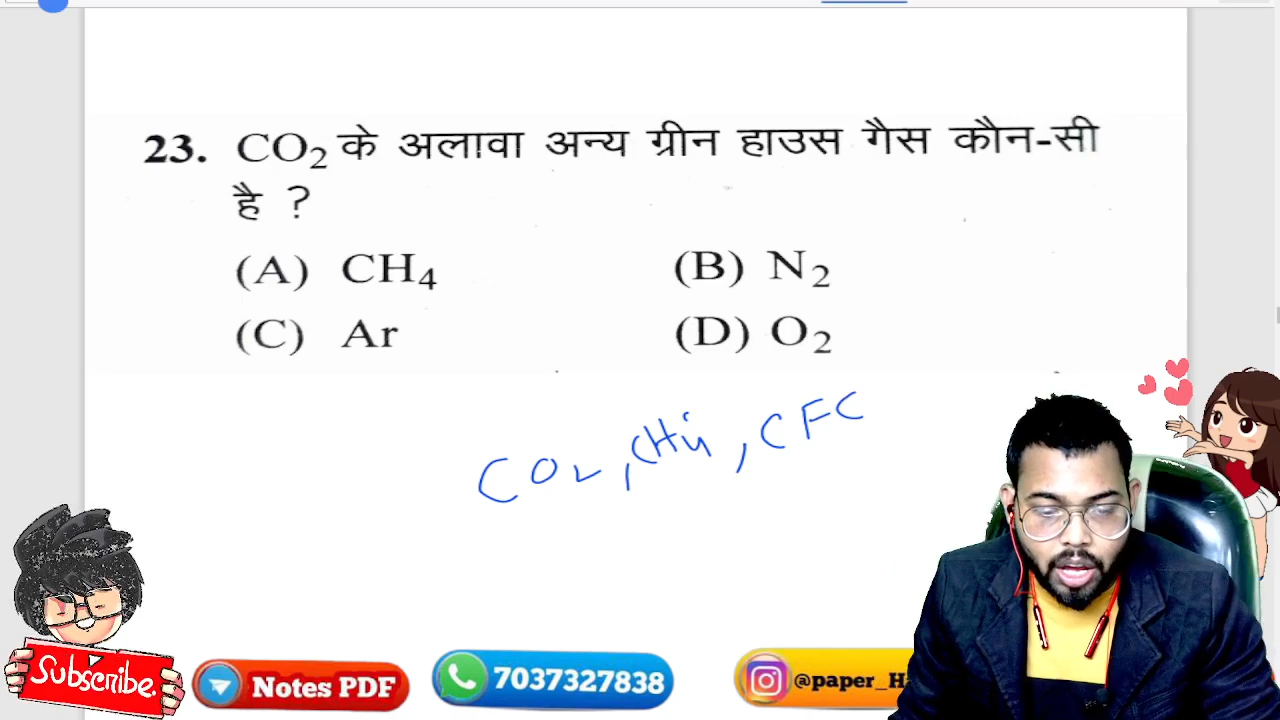 23. CO2 के अलावा अन्य ग्रीन हाउस गैस कौन-सी
है ?
(A) CH4 (B) N2
(C) Ar (D) O2
CO2, CH4, CFC
Subscribe.
Notes PDF
7037327838
@paper_H